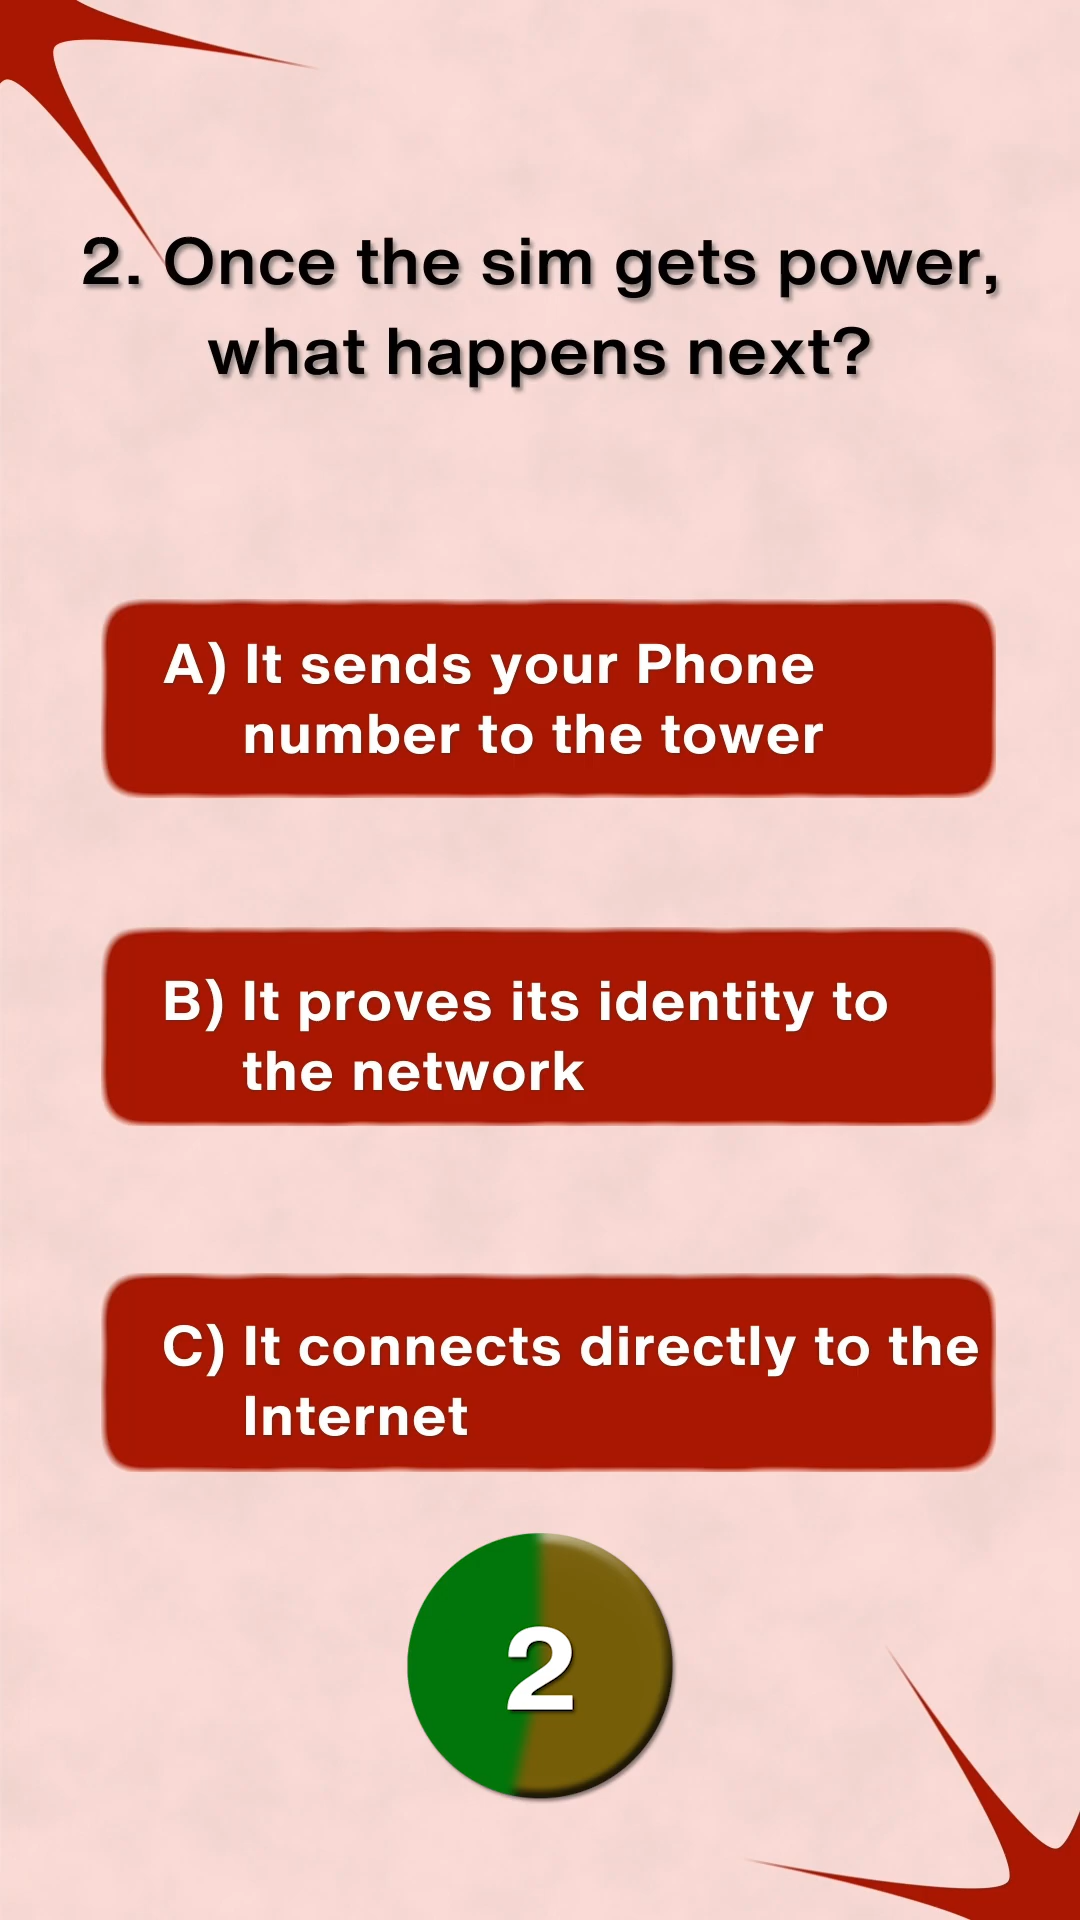 2. Once the sim gets power,
what happens next?
A) It sends your Phone
number to the tower
B) It proves its identity to
the network
C) It connects directly to the
Internet
2